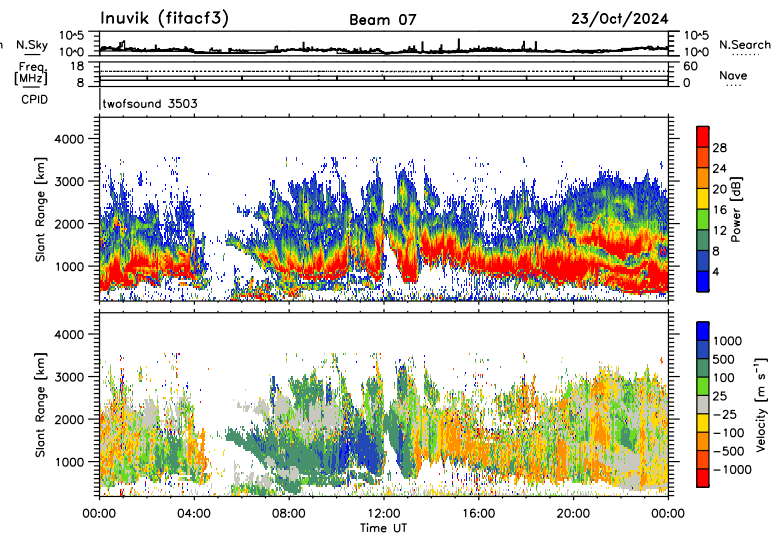 Inuvik (fitacf3) Beam 07 23/Oct/2024
N.Sky 10^5 10^0 10^5 10^0 N.Search
Freq. [MHz] 18 8 60 0 Nave
CPID twofsound 3503
Slant Range [km] 4000 3000 2000 1000
Power [dB] 28 24 20 16 12 8 4
Slant Range [km] 4000 3000 2000 1000
Velocity [m s^-1] 1000 500 100 25 -25 -100 -500 -1000
00:00 04:00 08:00 12:00 16:00 20:00 00:00
Time UT